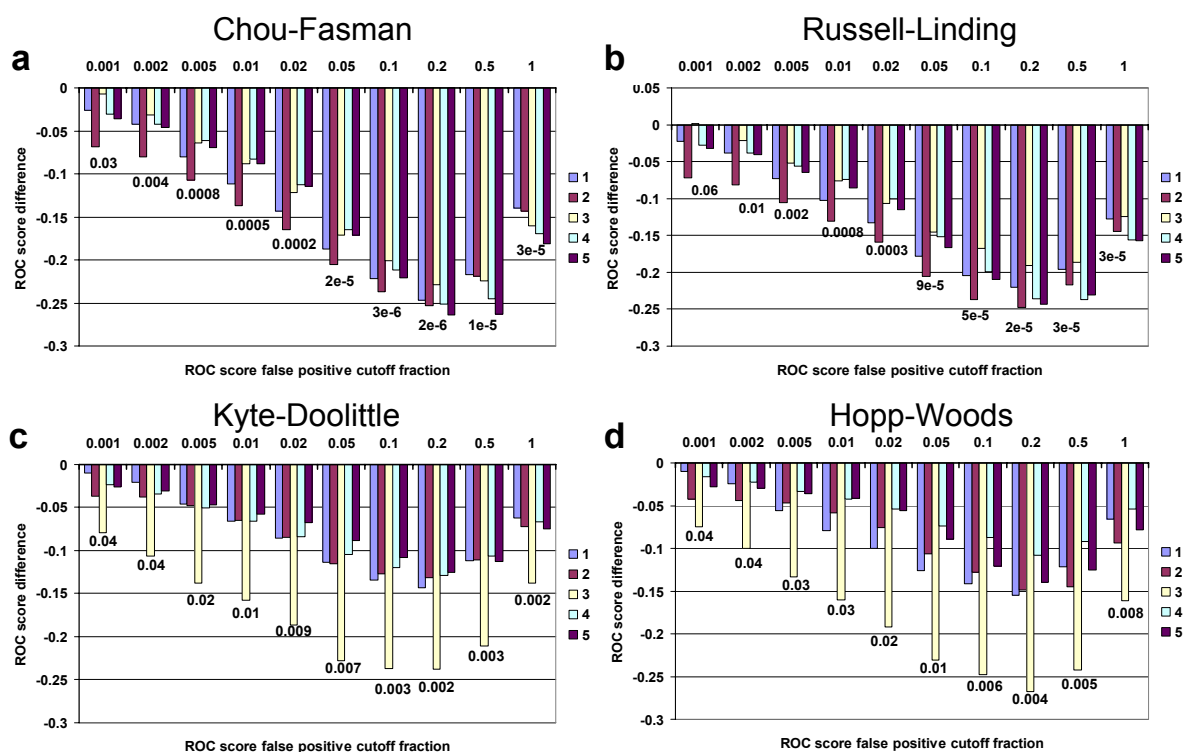 Chou-Fasman
a
0.001 0.002 0.005 0.01 0.02 0.05 0.1 0.2 0.5 1
0
-0.05
-0.1
-0.15
-0.2
-0.25
-0.3
ROC score difference
0.03
0.004
0.0008
0.0005
0.0002
2e-5
3e-6
2e-6
1e-5
3e-5
1
2
3
4
5
ROC score false positive cutoff fraction
Russell-Linding
b
0.001 0.002 0.005 0.01 0.02 0.05 0.1 0.2 0.5 1
0.05
0
-0.05
-0.1
-0.15
-0.2
-0.25
-0.3
ROC score difference
0.06
0.01
0.002
0.0008
0.0003
9e-5
5e-5
2e-5
3e-5
3e-5
1
2
3
4
5
ROC score false positive cutoff fraction
Kyte-Doolittle
c
0.001 0.002 0.005 0.01 0.02 0.05 0.1 0.2 0.5 1
0
-0.05
-0.1
-0.15
-0.2
-0.25
-0.3
ROC score difference
0.04
0.04
0.02
0.01
0.009
0.007
0.003
0.002
0.003
0.002
1
2
3
4
5
ROC score false positive cutoff fraction
Hopp-Woods
d
0.001 0.002 0.005 0.01 0.02 0.05 0.1 0.2 0.5 1
0
-0.05
-0.1
-0.15
-0.2
-0.25
-0.3
ROC score difference
0.04
0.04
0.03
0.03
0.02
0.01
0.006
0.004
0.005
0.008
1
2
3
4
5
ROC score false positive cutoff fraction